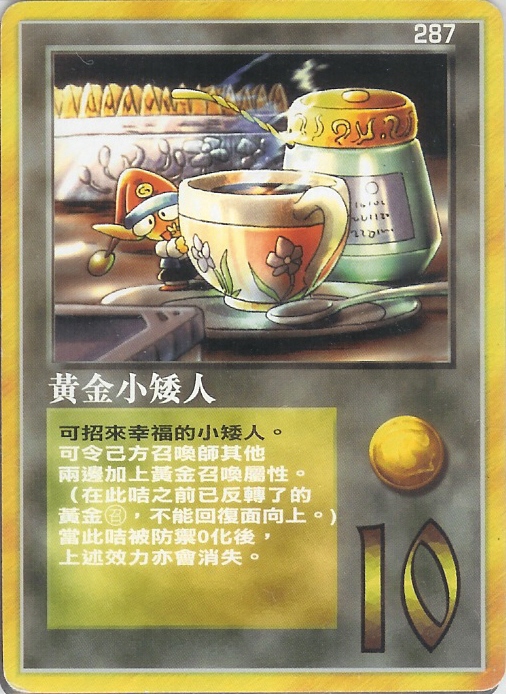 287
黃金小矮人
可招來幸福的小矮人。
可令己方召喚師其他
兩邊加上黃金召喚屬性。
（在此咭之前已反轉了的
黃金㊂召，不能回復面向上。)
當此咭被防禦0化後，
上述效力亦會消失。
10